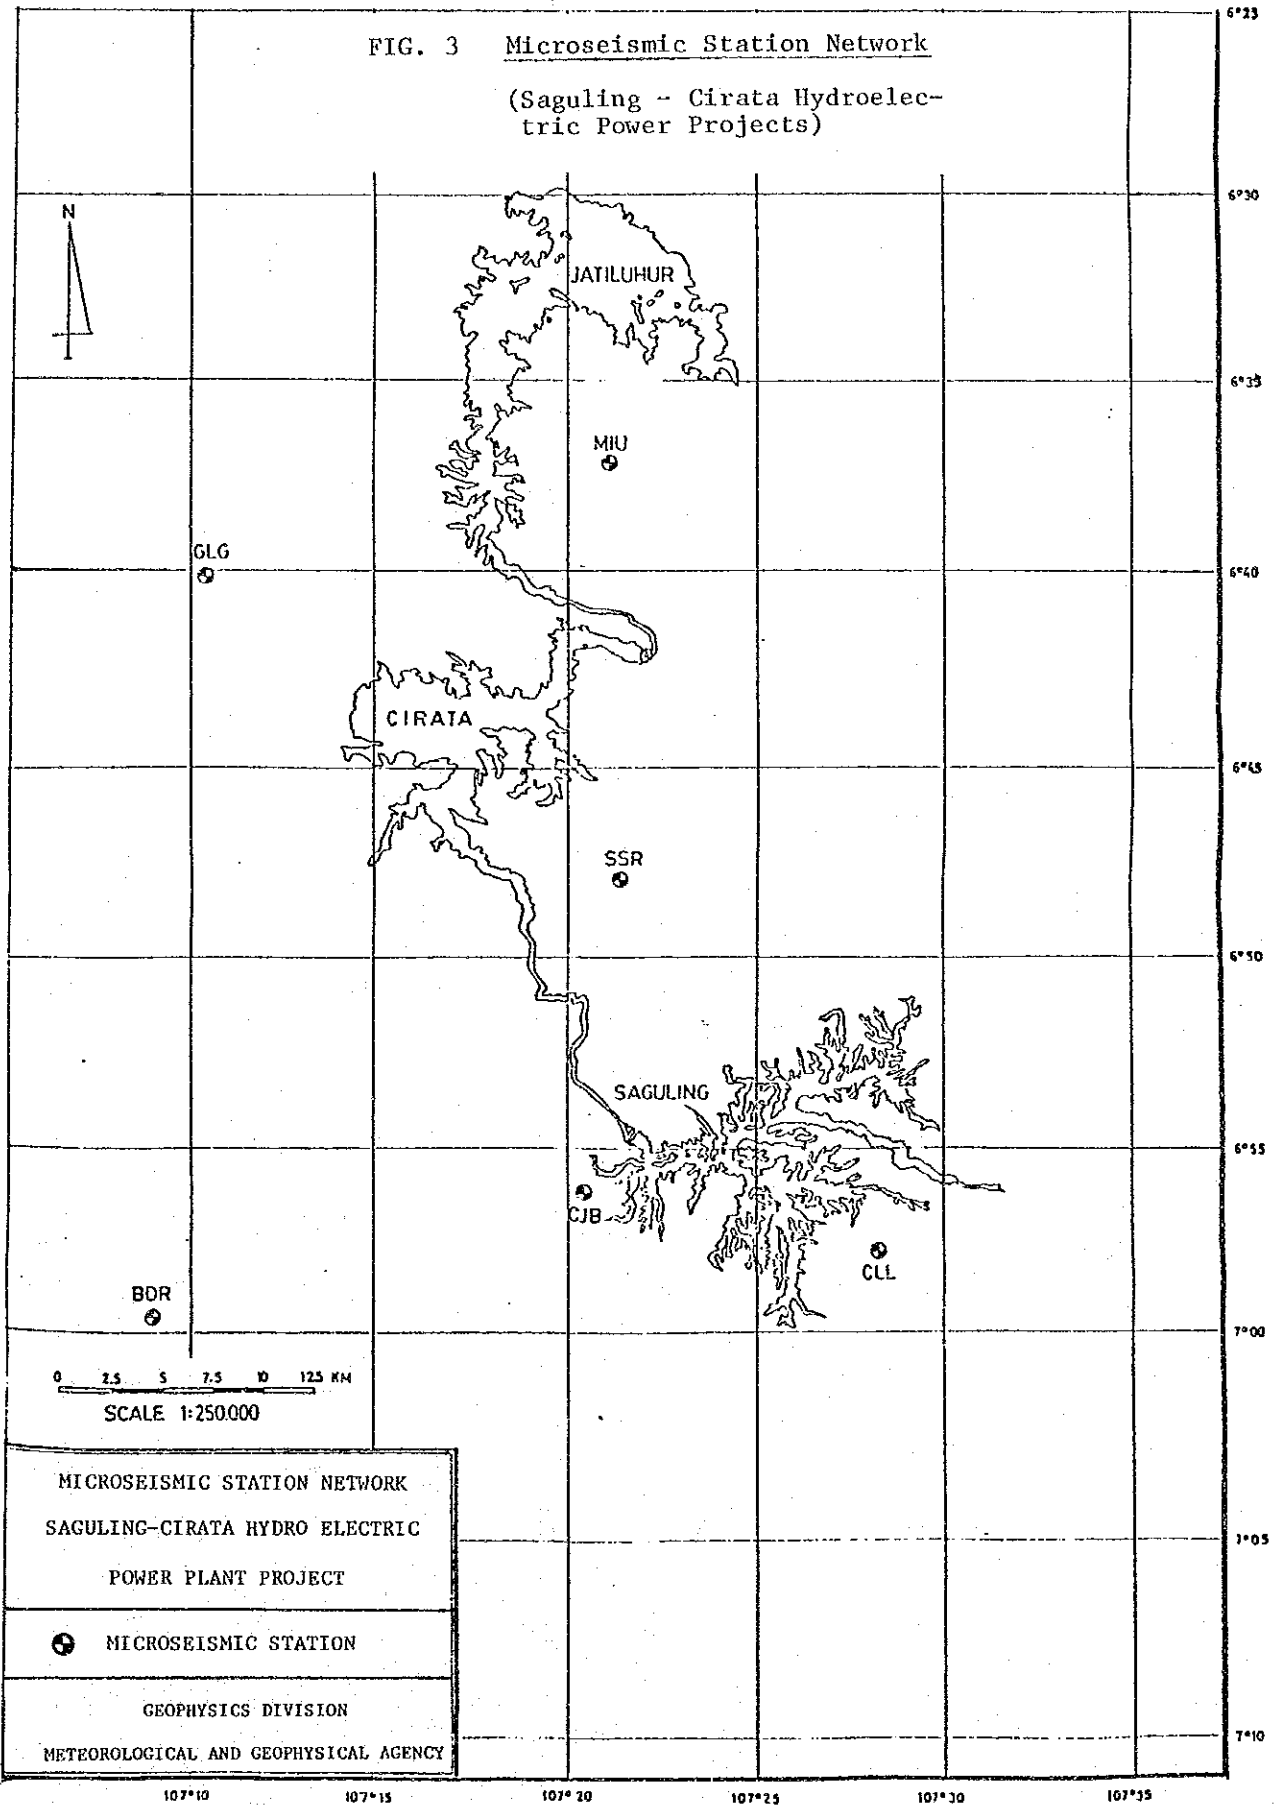 FIG. 3 Microseismic Station Network
(Saguling - Cirata Hydroelec-
tric Power Projects)
6°23
6°30
N
JATILUHUR
6°35
MIU
GLG
6°40
CIRATA
6°45
SSR
6°50
SAGULING
6°55
CJB
CLL
BDR
7°00
0 2.5 5 7.5 10 12.5 KM
SCALE 1:250.000
MICROSEISMIC STATION NETWORK
SAGULING-CIRATA HYDRO ELECTRIC
POWER PLANT PROJECT
7°05
MICROSEISMIC STATION
GEOPHYSICS DIVISION
METEOROLOGICAL AND GEOPHYSICAL AGENCY
7°10
107°10 107°15 107°20 107°25 107°30 107°35